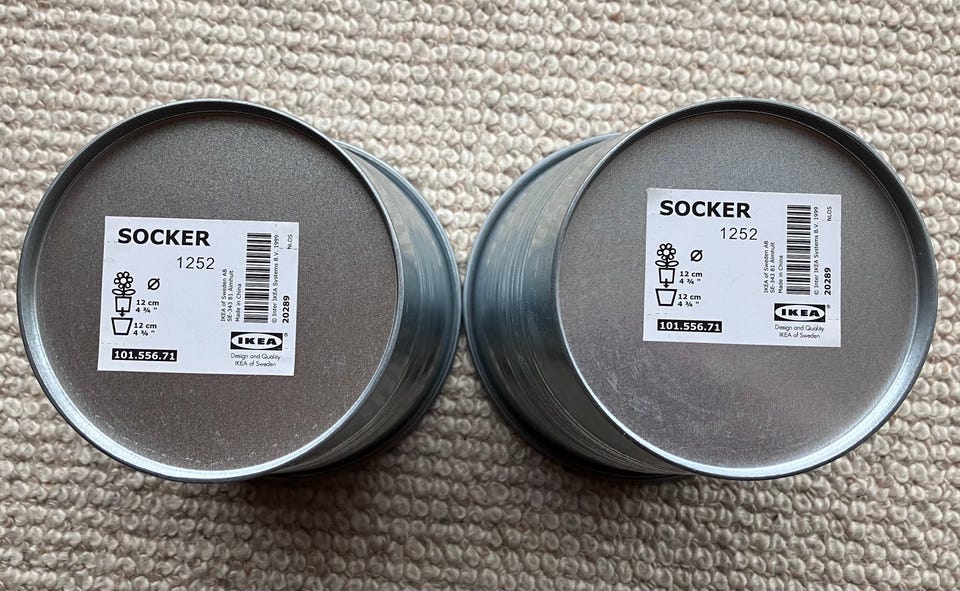 SOCKER
1252
12 cm
4 ¾ "
12 cm
4 ¾ "
101.556.71
IKEA of Sweden AB
SE-343 81 Älmhult
Made in China
© Inter IKEA Systems B.V. 1999
20289
NLOS
IKEA®
Design and Quality
IKEA of Sweden
SOCKER
1252
12 cm
4 ¾ "
12 cm
4 ¾ "
101.556.71
IKEA of Sweden AB
SE-343 81 Älmhult
Made in China
© Inter IKEA Systems B.V. 1999
20289
NLOS
IKEA®
Design and Quality
IKEA of Sweden